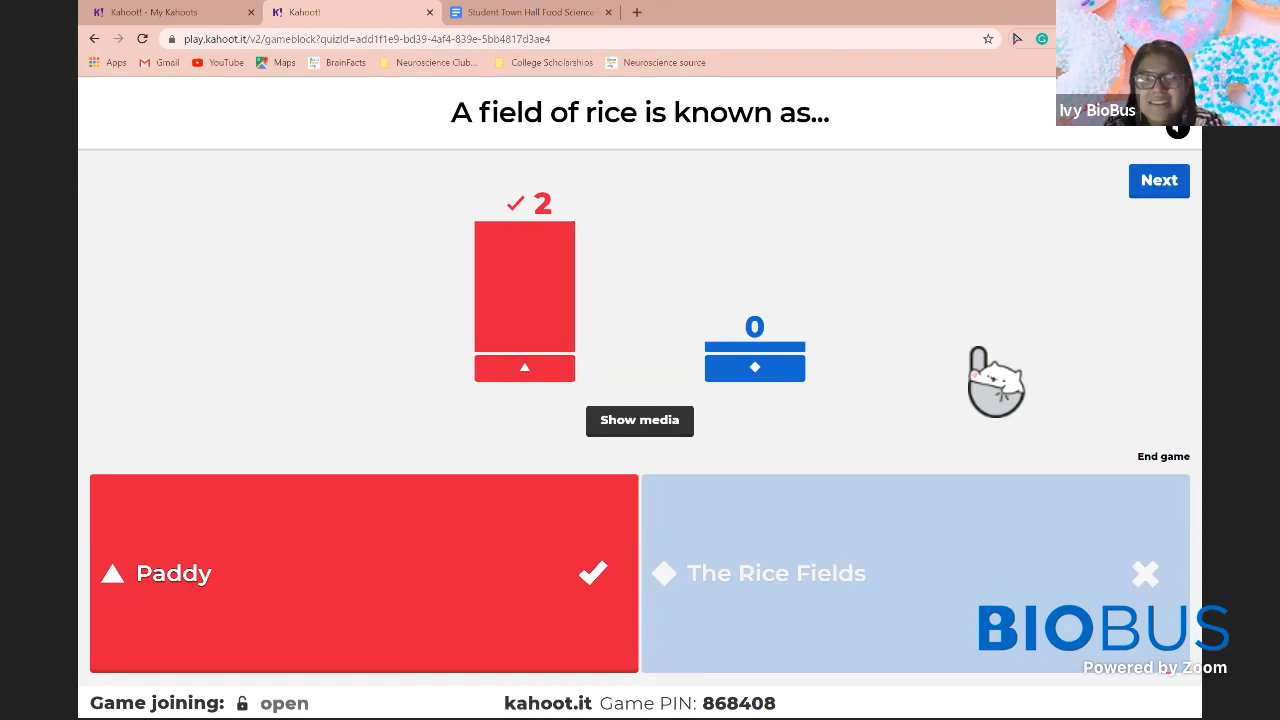 K! Kahoot! - My Kahoots
K! Kahoot!
Student Town Hall Food Science
play.kahoot.it/v2/gameblock?quizId=add1f1e9-bd39-4af4-839e-5bb4817d3ae4
Apps Gmail YouTube Maps BrainFacts Neuroscience Club... College Scholarships Neuroscience source
Ivy BioBus
A field of rice is known as...
Next
2
0
Show media
End game
Paddy
The Rice Fields
BIOBUS
Powered by Zoom
Game joining: open
kahoot.it Game PIN: 868408